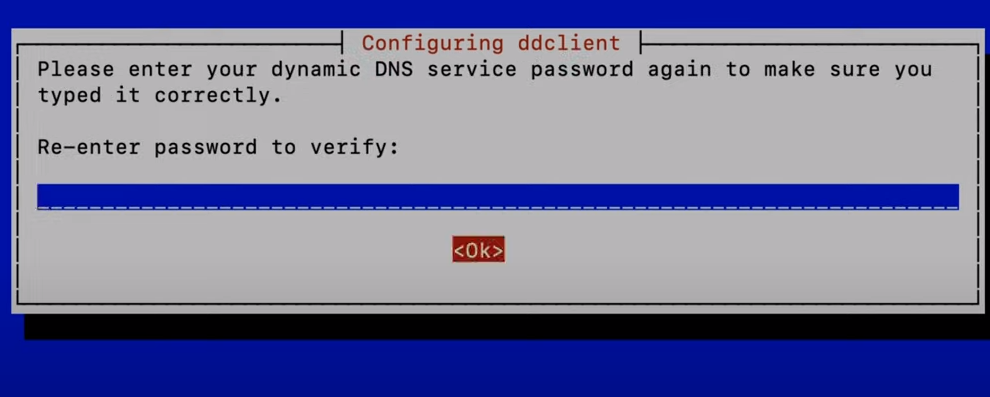 Configuring ddclient
Please enter your dynamic DNS service password again to make sure you
typed it correctly.
Re-enter password to verify:
<Ok>